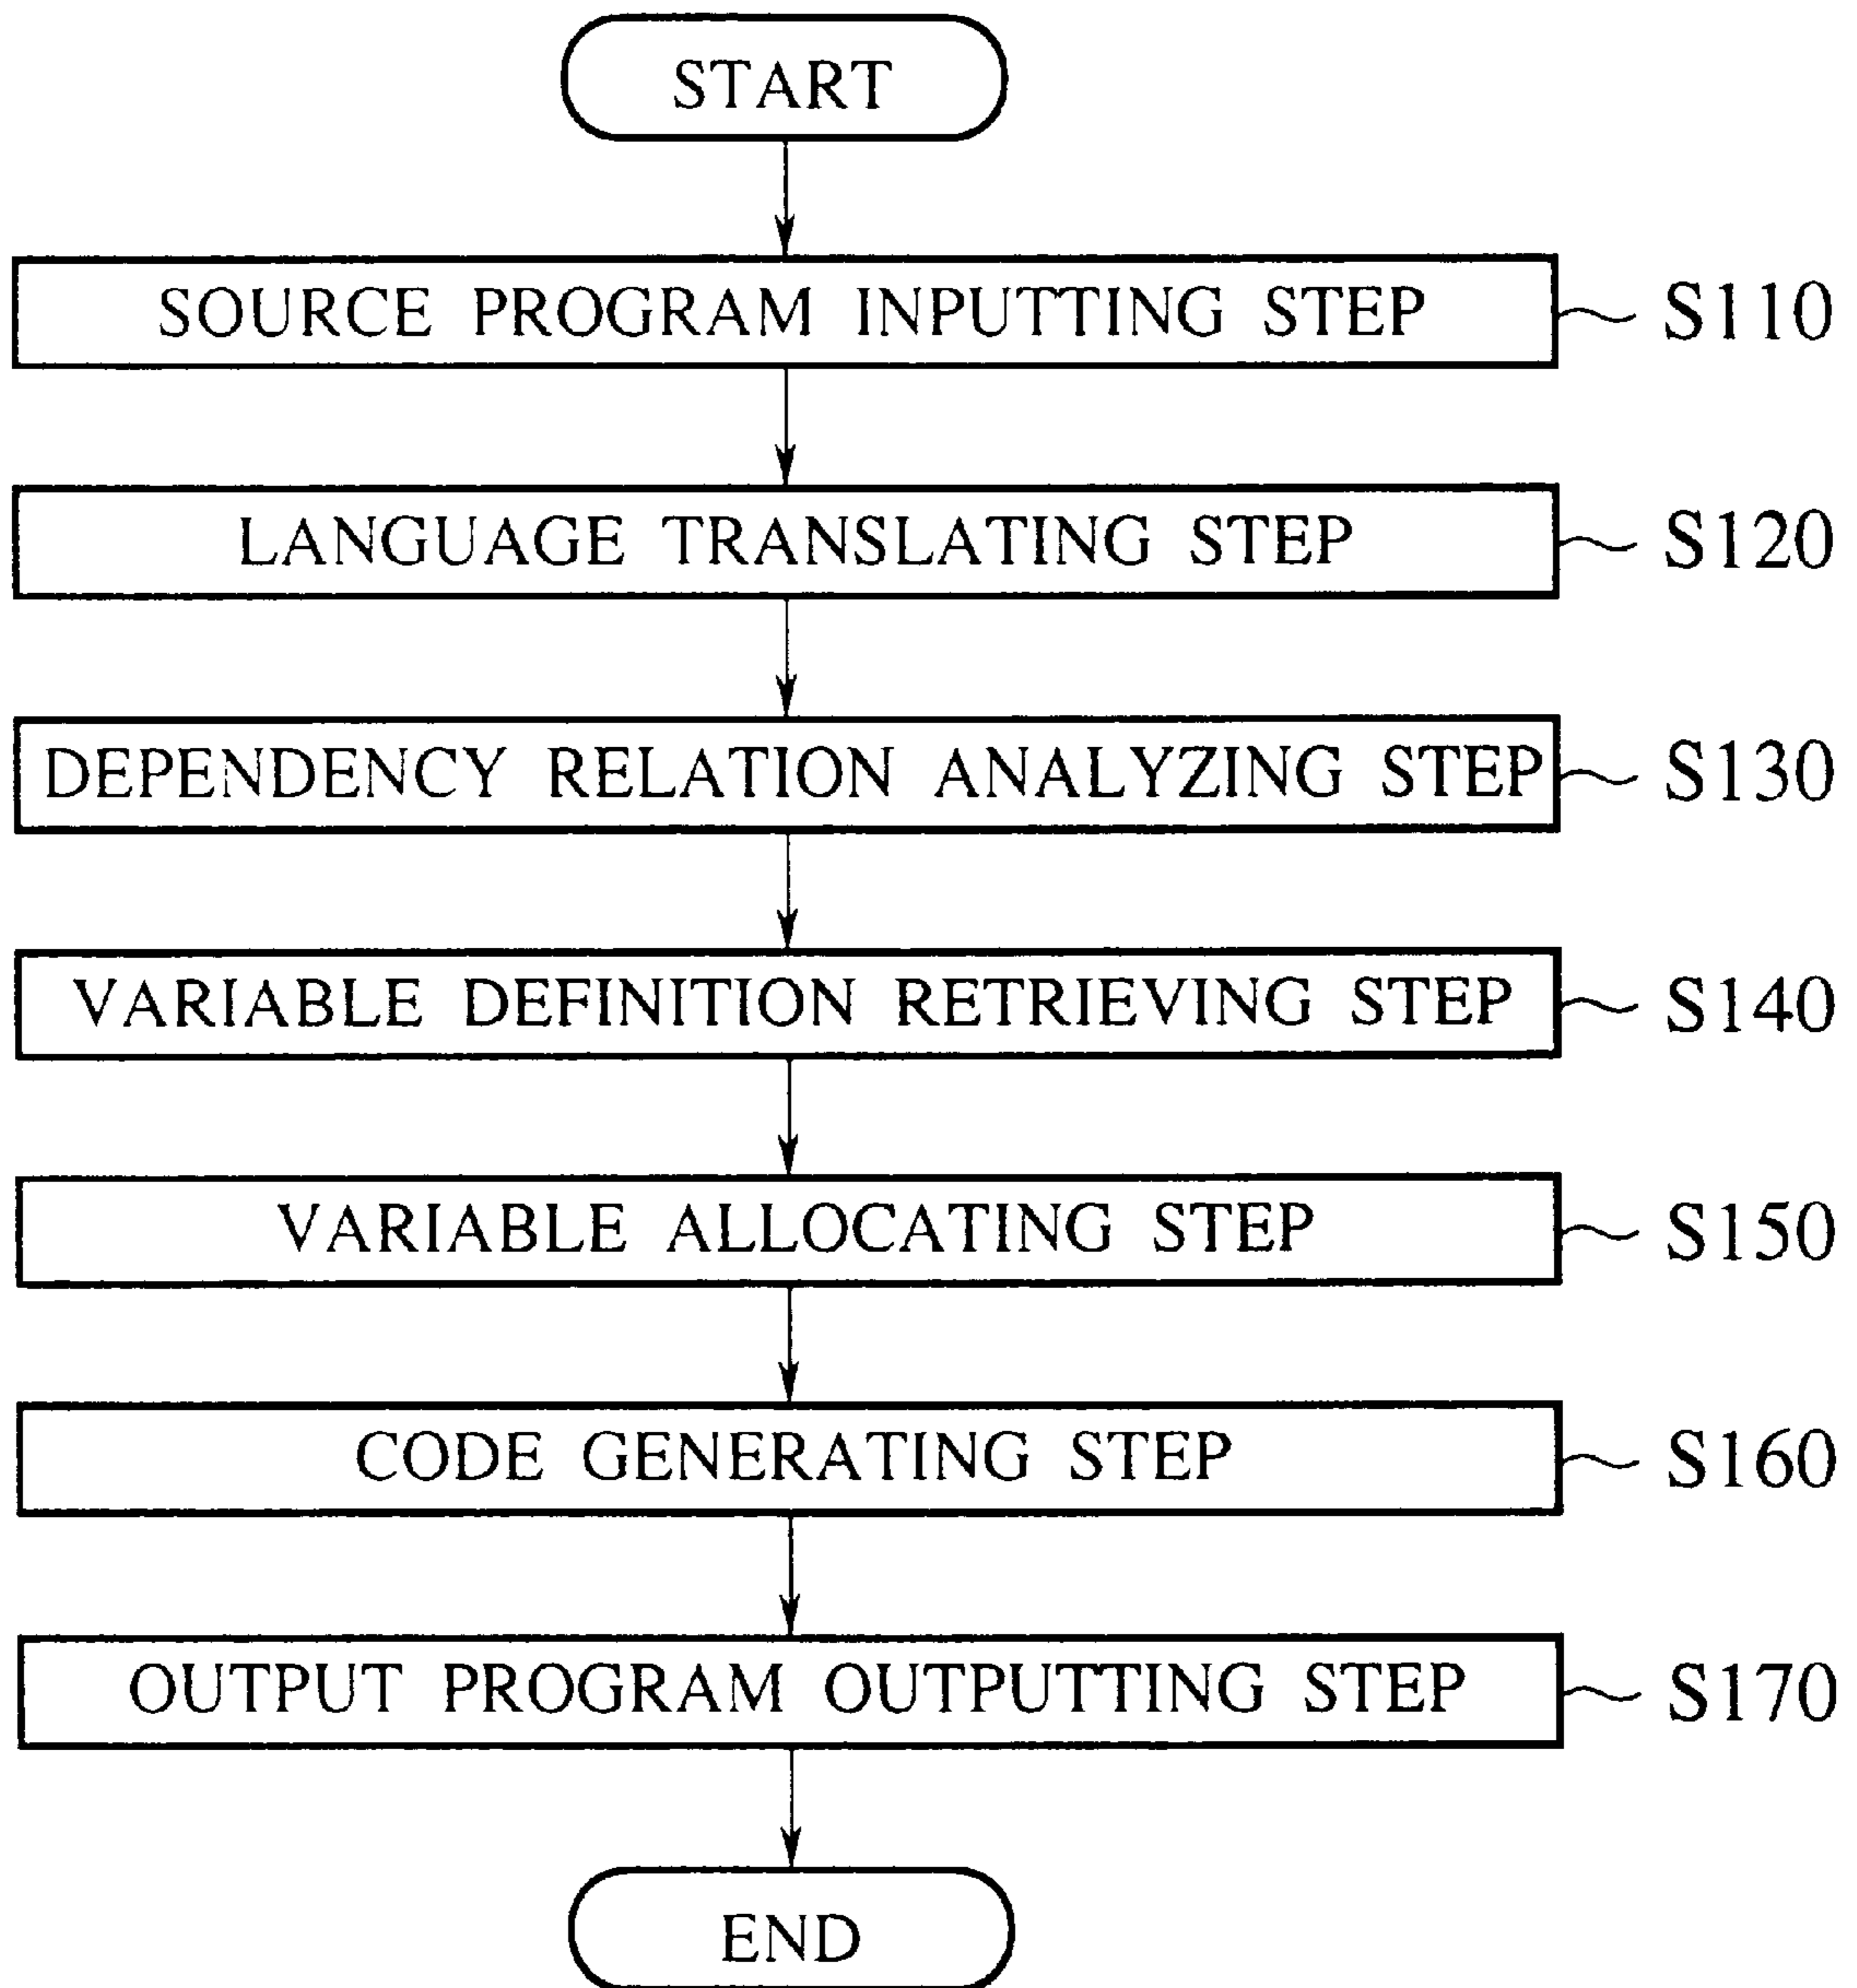 START
SOURCE PROGRAM INPUTTING STEP S110
LANGUAGE TRANSLATING STEP S120
DEPENDENCY RELATION ANALYZING STEP S130
VARIABLE DEFINITION RETRIEVING STEP S140
VARIABLE ALLOCATING STEP S150
CODE GENERATING STEP S160
OUTPUT PROGRAM OUTPUTTING STEP S170
END